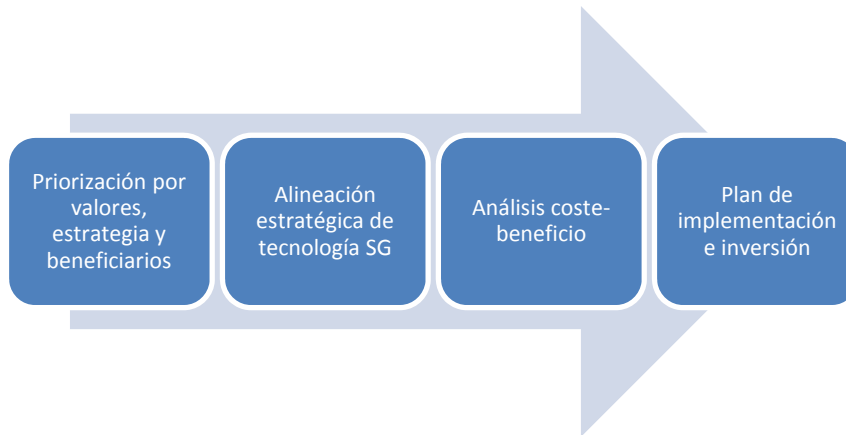 Priorización por
valores,
estrategia y
beneficiarios
Alineación
estratégica de
tecnología SG
Análisis coste-
beneficio
Plan de
implementación
e inversión